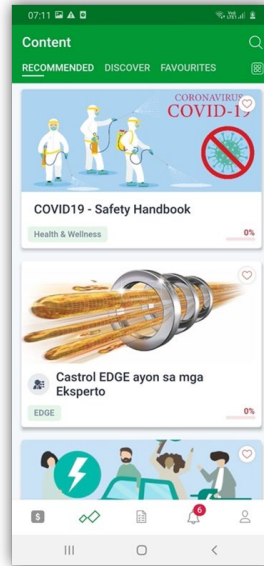 07:11
Content
RECOMMENDED DISCOVER FAVOURITES
CORONAVIRUS
COVID-19
COVID19 - Safety Handbook
Health & Wellness
0%
Castrol EDGE ayon sa mga
Eksperto
EDGE
0%
6